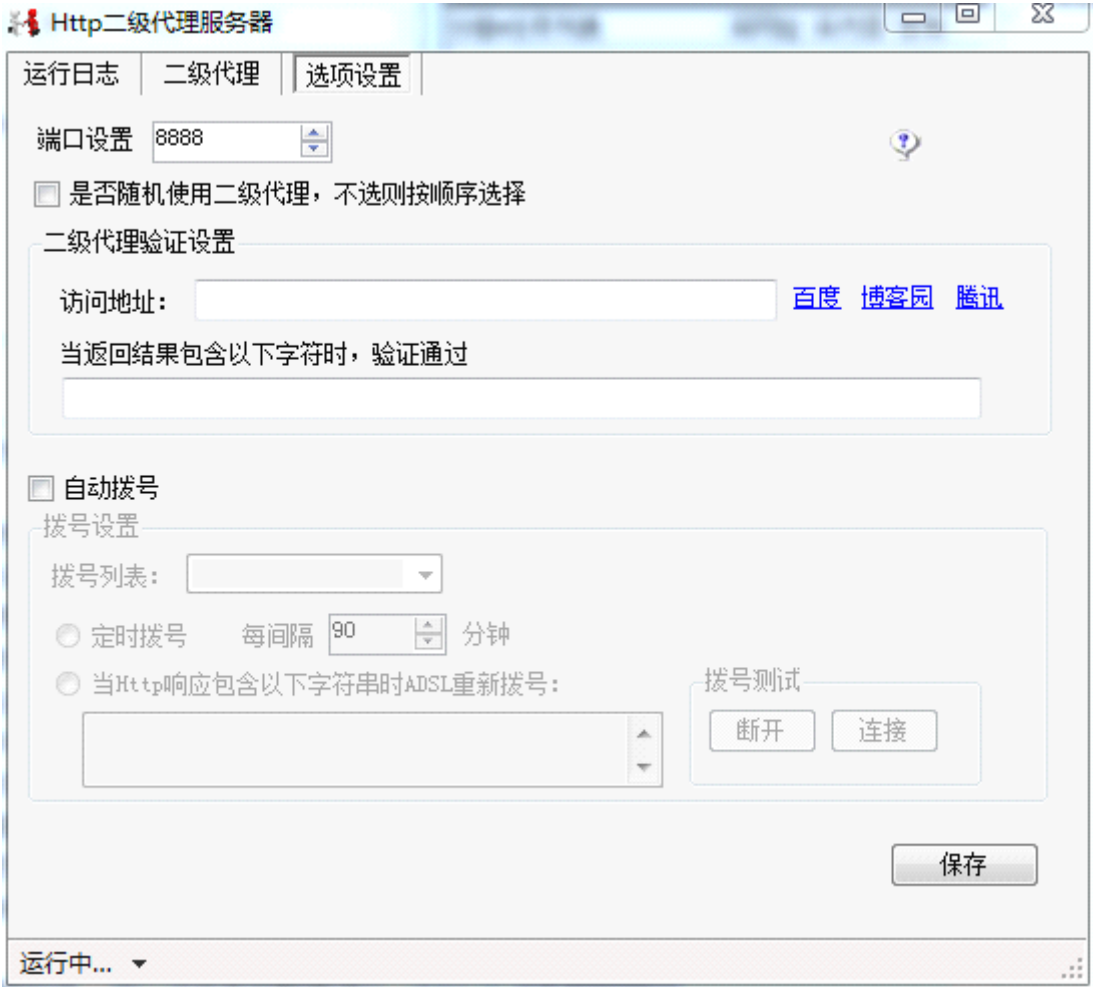 Http二级代理服务器
运行日志 二级代理 选项设置
端口设置 8888
是否随机使用二级代理，不选则按顺序选择
二级代理验证设置
访问地址： 百度 博客园 腾讯
当返回结果包含以下字符时，验证通过
自动拨号
拨号设置
拨号列表：
定时拨号 每间隔 90 分钟
当Http响应包含以下字符串时ADSL重新拨号：
拨号测试
断开 连接
保存
运行中...